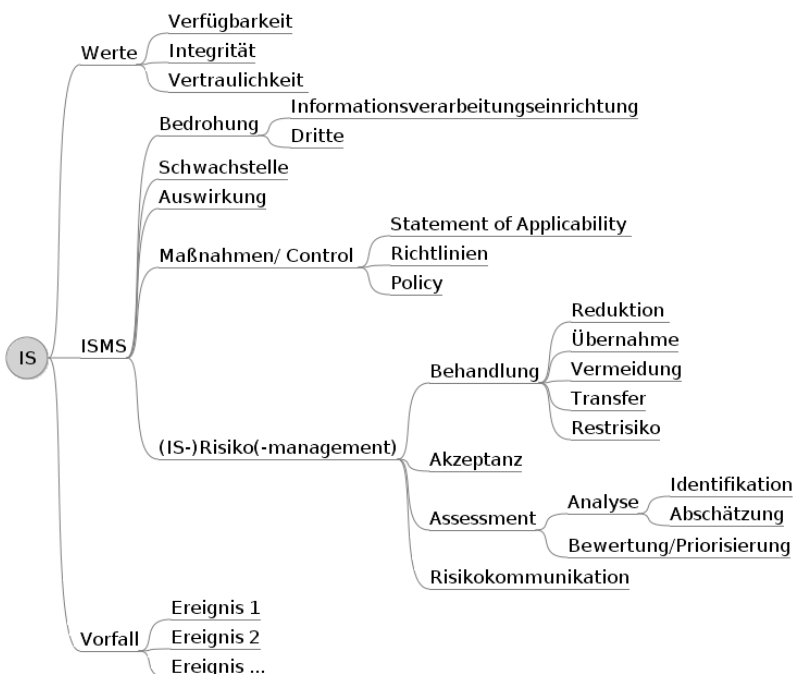 Verfügbarkeit
Werte
Integrität
Vertraulichkeit
Informationsverarbeitungseinrichtung
Bedrohung
Dritte
Schwachstelle
Auswirkung
Statement of Applicability
Maßnahmen/ Control
Richtlinien
Policy
IS
ISMS
Reduktion
Übernahme
Behandlung
Vermeidung
Transfer
Restrisiko
(IS-)Risiko(-management)
Akzeptanz
Identifikation
Analyse
Abschätzung
Assessment
Bewertung/Priorisierung
Risikokommunikation
Ereignis 1
Vorfall
Ereignis 2
Ereignis ...